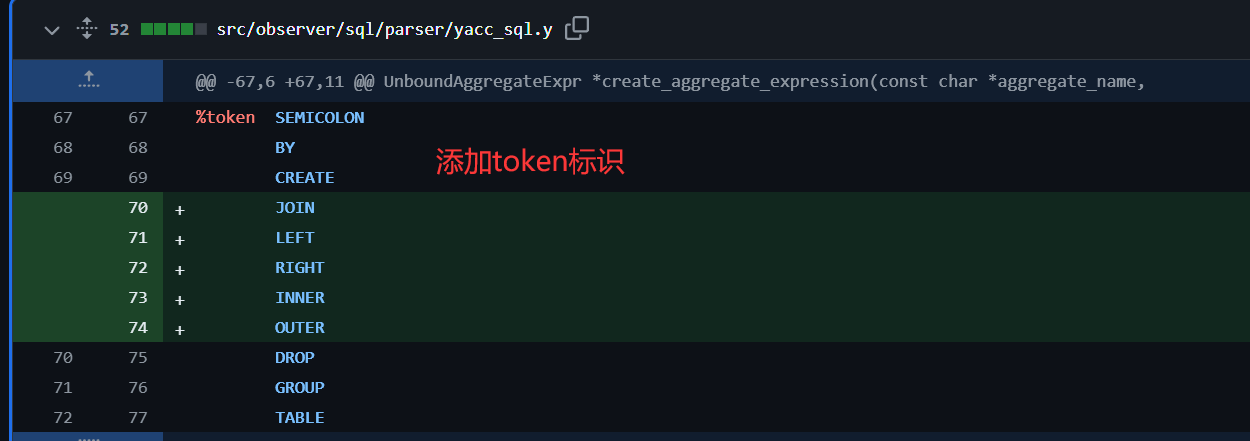 52 src/observer/sql/parser/yacc_sql.y
@@ -67,6 +67,11 @@ UnboundAggregateExpr *create_aggregate_expression(const char *aggregate_name,
67 67 %token SEMICOLON
68 68 BY
添加token标识
69 69 CREATE
70 + JOIN
71 + LEFT
72 + RIGHT
73 + INNER
74 + OUTER
70 75 DROP
71 76 GROUP
72 77 TABLE